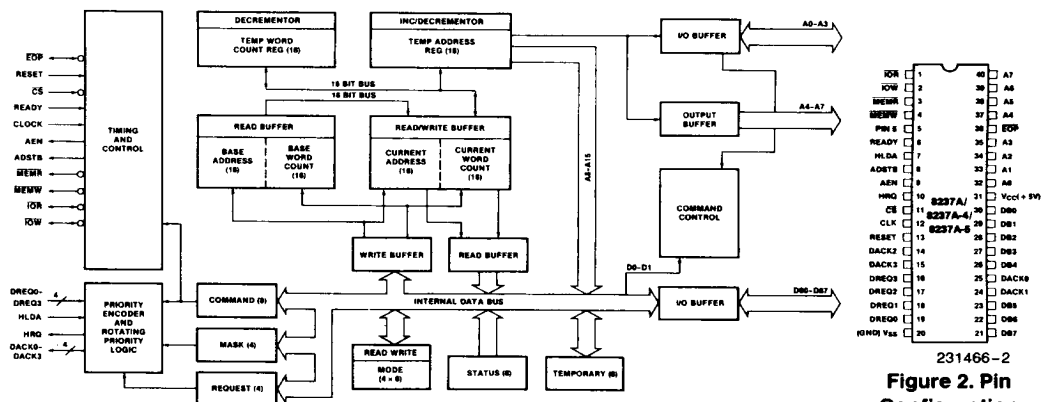 DECREMENTOR
TEMP WORD
COUNT REG (16)
INC/DECREMENTOR
TEMP ADDRESS
REG (16)
I/O BUFFER
A0-A3
16 BIT BUS
16 BIT BUS
OUTPUT
BUFFER
A4-A7
EOP
RESET
CS
READY
CLOCK
AEN
ADSTB
MEMR
MEMW
IOR
IOW
TIMING
AND
CONTROL
READ BUFFER
BASE
ADDRESS
(16)
BASE
WORD
COUNT
(16)
READ/WRITE BUFFER
CURRENT
ADDRESS
(16)
CURRENT
WORD
COUNT
(16)
A8-A15
COMMAND
CONTROL
WRITE BUFFER
READ BUFFER
D0-D1
DREQ0-
DREQ3
4
HLDA
HRQ
DACK0-
DACK3
4
PRIORITY
ENCODER
AND
ROTATING
PRIORITY
LOGIC
COMMAND (8)
MASK (4)
REQUEST (4)
INTERNAL DATA BUS
I/O BUFFER
DB0-DB7
READ WRITE
MODE
(4 × 6)
STATUS (8)
TEMPORARY (8)
IOR 1
IOW 2
MEMR 3
MEMW 4
PIN 5 5
READY 6
HLDA 7
ADSTB 8
AEN 9
HRQ 10
CS 11
CLK 12
RESET 13
DACK2 14
DACK3 15
DREQ3 16
DREQ2 17
DREQ1 18
DREQ0 19
(GND) VSS 20
8237A/
8237A-4/
8237A-5
40 A7
39 A6
38 A5
37 A4
36 EOP
35 A3
34 A2
33 A1
32 A0
31 VCC(+5V)
30 DB0
29 DB1
28 DB2
27 DB3
26 DB4
25 DACK0
24 DACK1
23 DB5
22 DB6
21 DB7
231466-2
Figure 2. Pin